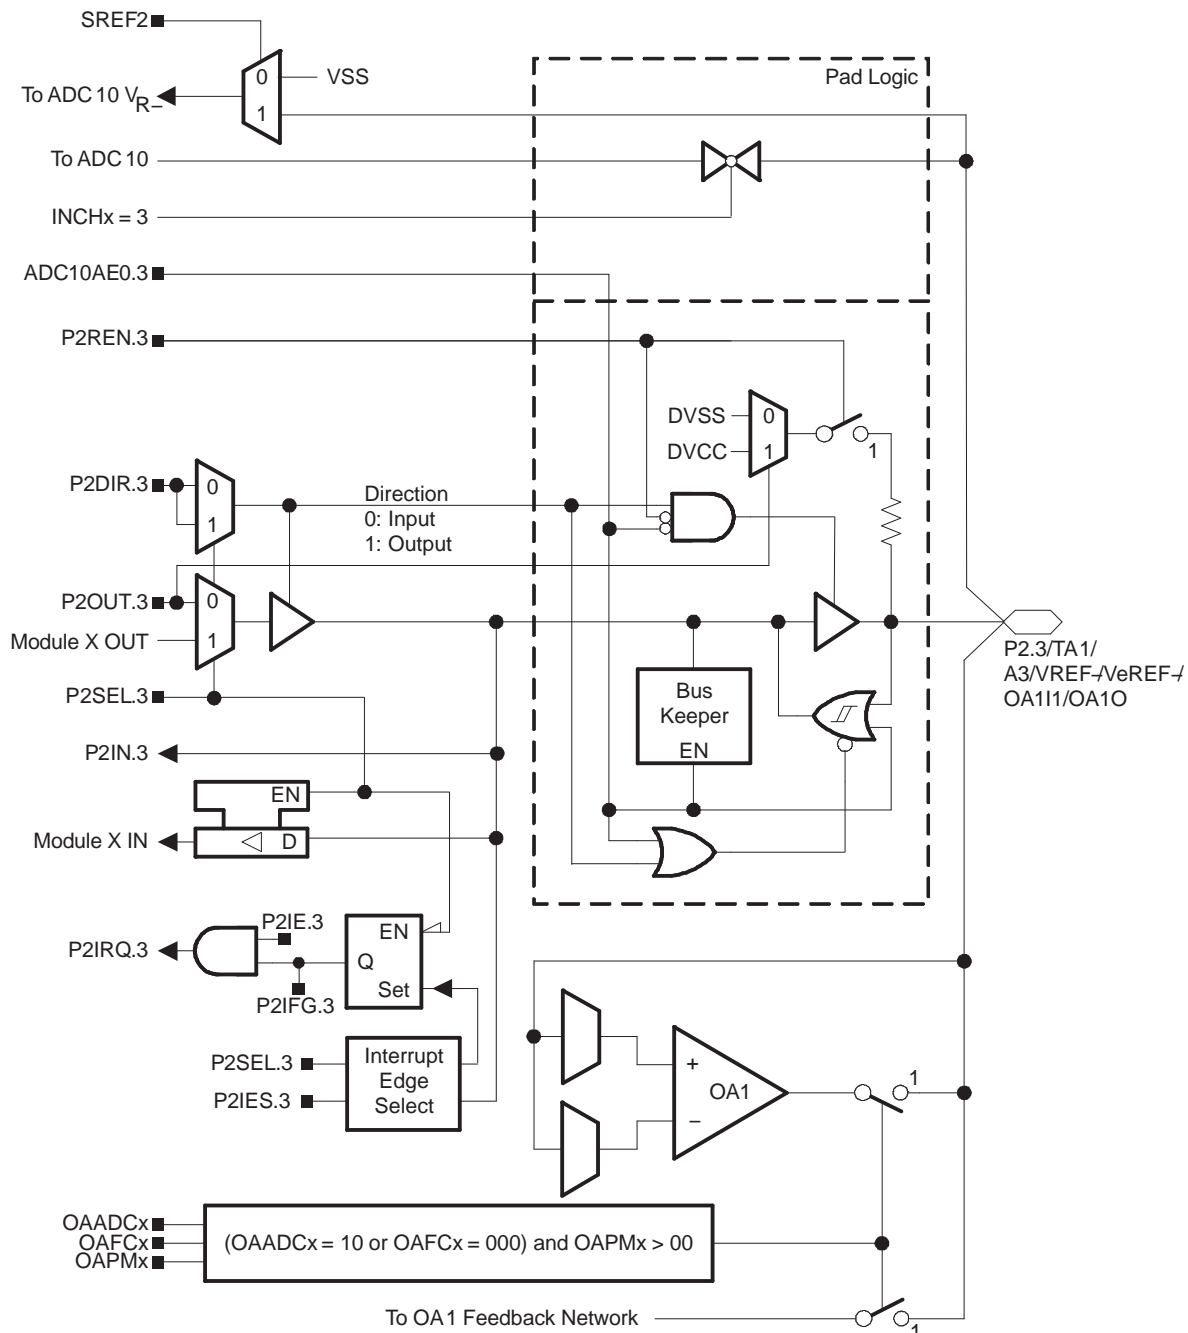 SREF2
0
VSS
Pad Logic
To ADC 10 VR–
1
To ADC 10
INCHx = 3
ADC10AE0.3
P2REN.3
DVSS
0
DVCC
1
1
P2DIR.3
0
1
Direction
0: Input
1: Output
P2OUT.3
0
Module X OUT
1
P2.3/TA1/
A3/VREF–/VeREF–/
OA1I1/OA1O
P2SEL.3
Bus
Keeper
EN
P2IN.3
EN
Module X IN
D
P2IE.3
EN
P2IRQ.3
Q
Set
P2IFG.3
P2SEL.3
P2IES.3
Interrupt
Edge
Select
+
OA1
–
1
OAADCx
OAFCx
OAPMx
(OAADCx = 10 or OAFCx = 000) and OAPMx > 00
To OA1 Feedback Network
1